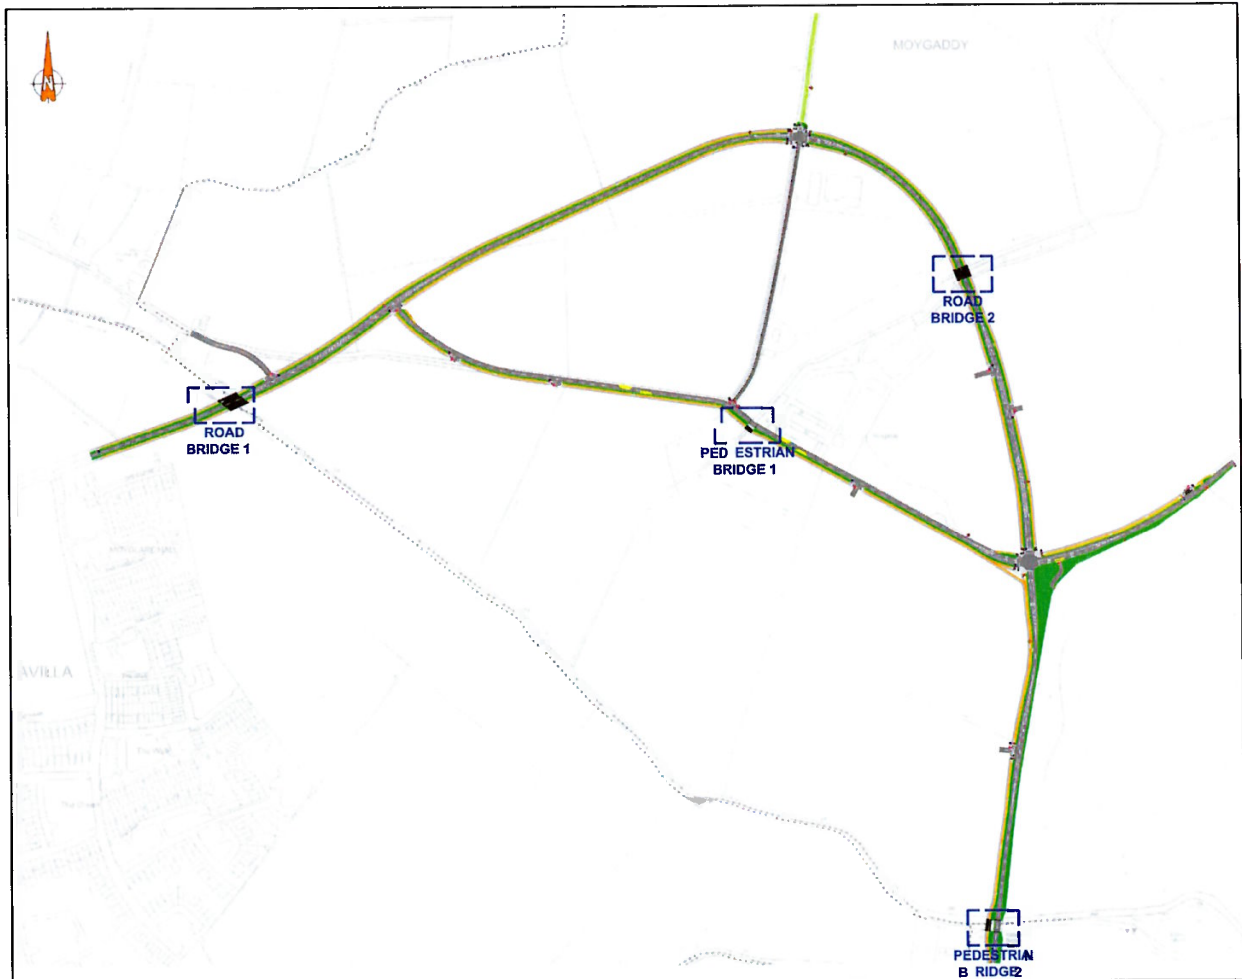 N
MOYGADDY
ROAD
BRIDGE 2
ROAD
BRIDGE 1
PED ESTRIAN
BRIDGE 1
AVILLA
PEDESTRIAN
B RIDGE2